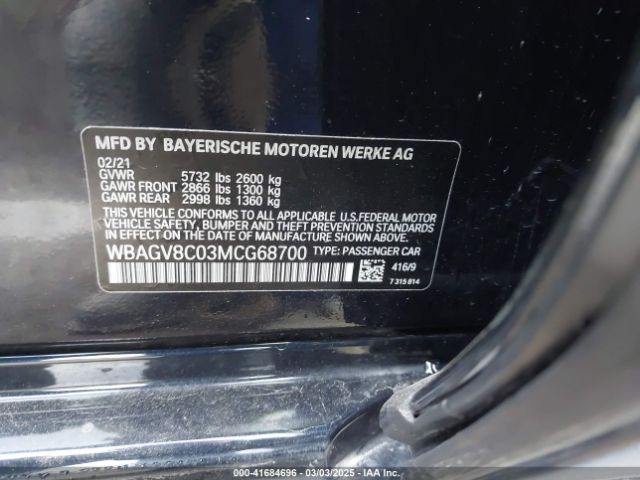 MFD BY BAYERISCHE MOTOREN WERKE AG
02/21
GVWR 5732 lbs 2600 kg
GAWR FRONT 2866 lbs 1300 kg
GAWR REAR 2998 lbs 1360 kg
THIS VEHICLE CONFORMS TO ALL APPLICABLE U.S.FEDERAL MOTOR
VEHICLE SAFETY, BUMPER AND THEFT PREVENTION STANDARDS
IN EFFECT ON THE DATE OF MANUFACTURE SHOWN ABOVE.
WBAGV8C03MCG68700 TYPE: PASSENGER CAR
416/9
7 315 814
00-41684696 - 03/03/2025 - IAA Inc.